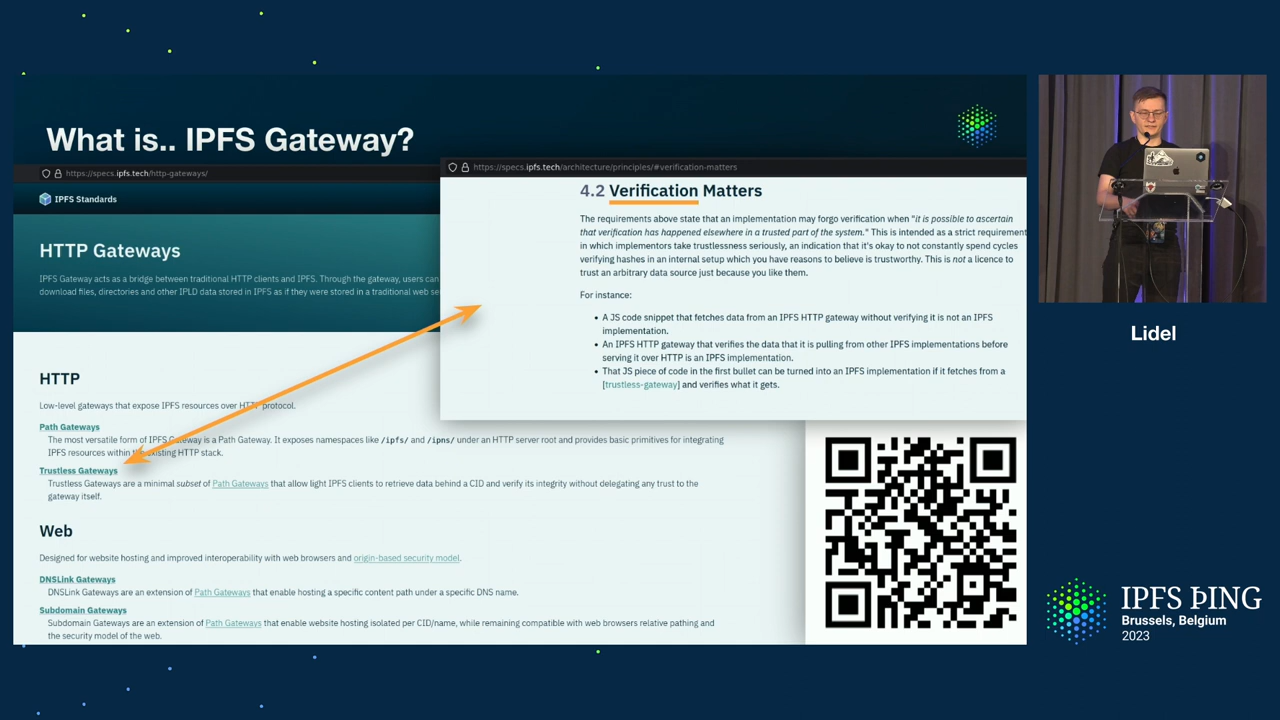 What is.. IPFS Gateway?
https://specs.ipfs.tech/http-gateways/
IPFS Standards
HTTP Gateways
IPFS Gateway acts as a bridge between traditional HTTP clients and IPFS. Through the gateway, users can
download files, directories and other IPLD data stored in IPFS as if they were stored in a traditional web
HTTP
Low-level gateways that expose IPFS resources over HTTP protocol.
Path Gateways
The most versatile form of IPFS Gateway is a Path Gateway. It exposes namespaces like /ipfs/ and /ipns/ under an HTTP server root and provides basic primitives for integrating
IPFS resources within existing HTTP stack.
Trustless Gateways
Trustless Gateways are a minimal subset of Path Gateways that allow light IPFS clients to retrieve data behind a CID and verify its integrity without delegating any trust to the
gateway itself.
Web
Designed for website hosting and improved interoperability with web browsers and origin-based security model.
DNSLink Gateways
DNSLink Gateways are an extension of Path Gateways that enable hosting a specific content path under a specific DNS name.
Subdomain Gateways
Subdomain Gateways are an extension of Path Gateways that enable website hosting isolated per CID/name, while remaining compatible with web browsers relative pathing and
the security model of the web.
https://specs.ipfs.tech/architecture/principles/#verification-matters
4.2 Verification Matters
The requirements above state that an implementation may forgo verification when "it is possible to ascertain
that verification has happened elsewhere in a trusted part of the system." This is intended as a strict requirement
in which implementors take trustlessness seriously, an indication that it's okay to not constantly spend cycles
verifying hashes in an internal setup which you have reasons to believe is trustworthy. This is not a licence to
trust an arbitrary data source just because you like them.
For instance:
• A JS code snippet that fetches data from an IPFS HTTP gateway without verifying it is not an IPFS
implementation.
• An IPFS HTTP gateway that verifies the data that it is pulling from other IPFS implementations before
serving it over HTTP is an IPFS implementation.
• That JS piece of code in the first bullet can be turned into an IPFS implementation if it fetches from a
[trustless-gateway] and verifies what it gets.
Lidel
IPFS ÞING
Brussels, Belgium
2023